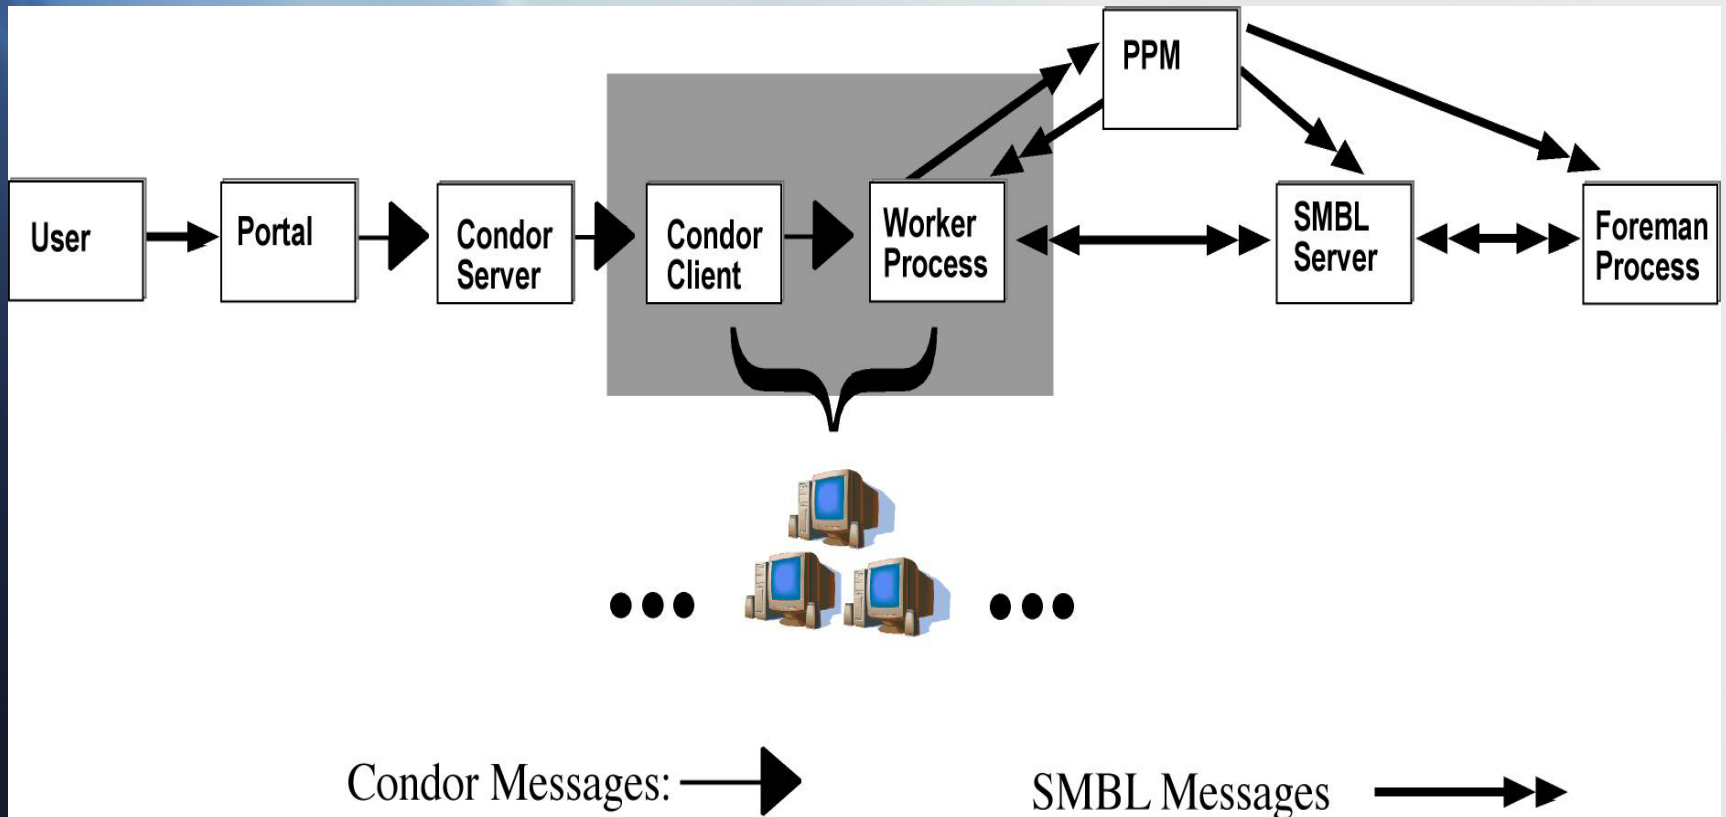 PPM
User
Portal
Condor
Server
Condor
Client
Worker
Process
SMBL
Server
Foreman
Process
Condor Messages:
SMBL Messages